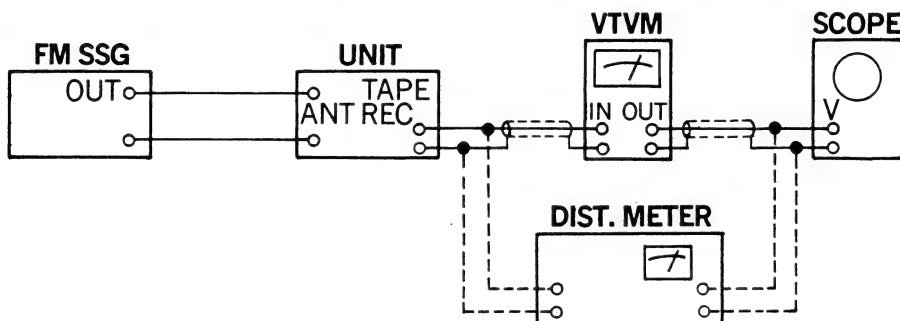 FM SSG
OUT
UNIT
TAPE
ANT REC
VTVM
IN OUT
SCOPE
V
DIST. METER